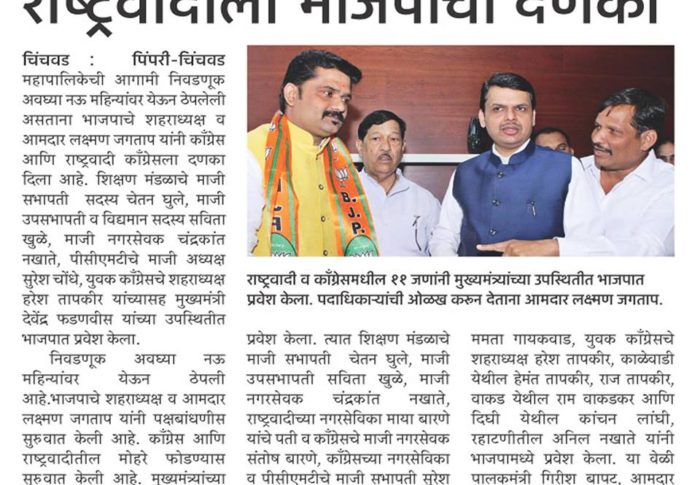 राष्ट्रवादीला भाजपाचा दणका
चिंचवड : पिंपरी-चिंचवड
महापालिकेची आगामी निवडणूक
अवघ्या नऊ महिन्यांवर येऊन ठेपलेली
असताना भाजपाचे शहराध्यक्ष व
आमदार लक्ष्मण जगताप यांनी काँग्रेस
आणि राष्ट्रवादी काँग्रेसला दणका
दिला आहे. शिक्षण मंडळाचे माजी
सभापती सदस्य चेतन घुले, माजी
उपसभापती व विद्यमान सदस्य सविता
खुळे, माजी नगरसेवक चंद्रकांत
नखाते, पीसीएमटीचे माजी अध्यक्ष
सुरेश चोंधे, युवक काँग्रेसचे शहराध्यक्ष
हरेश तापकीर यांच्यासह मुख्यमंत्री
देवेंद्र फडणवीस यांच्या उपस्थितीत
भाजपात प्रवेश केला.
निवडणूक अवघ्या नऊ
महिन्यांवर येऊन ठेपली
आहे.भाजपाचे शहराध्यक्ष व आमदार
लक्ष्मण जगताप यांनी पक्षबांधणीस
सुरुवात केली आहे. काँग्रेस आणि
राष्ट्रवादीतील मोहरे फोडण्यास
सुरुवात केली आहे. मुख्यमंत्र्यांच्या
B.J.P.
राष्ट्रवादी व काँग्रेसमधील ११ जणांनी मुख्यमंत्र्यांच्या उपस्थितीत भाजपात
प्रवेश केला. पदाधिकाऱ्यांची ओळख करून देताना आमदार लक्ष्मण जगताप.
प्रवेश केला. त्यात शिक्षण मंडळाचे
माजी सभापती चेतन घुले, माजी
उपसभापती सविता खुळे, माजी
नगरसेवक चंद्रकांत नखाते,
राष्ट्रवादीच्या नगरसेविका माया बारणे
यांचे पती व काँग्रेसचे माजी नगरसेवक
संतोष बारणे, काँग्रेसच्या नगरसेविका
व पीसीएमटीचे माजी सभापती सुरेश
ममता गायकवाड, युवक काँग्रेसचे
शहराध्यक्ष हरेश तापकीर, काळेवाडी
येथील हेमंत तापकीर, राज तापकीर,
वाकड येथील राम वाकडकर आणि
दिघी येथील कांचन लांघी,
रहाटणीतील अनिल नखाते यांनी
भाजपामध्ये प्रवेश केला. या वेळी
पालकमंत्री गिरीश बापट, आमदार